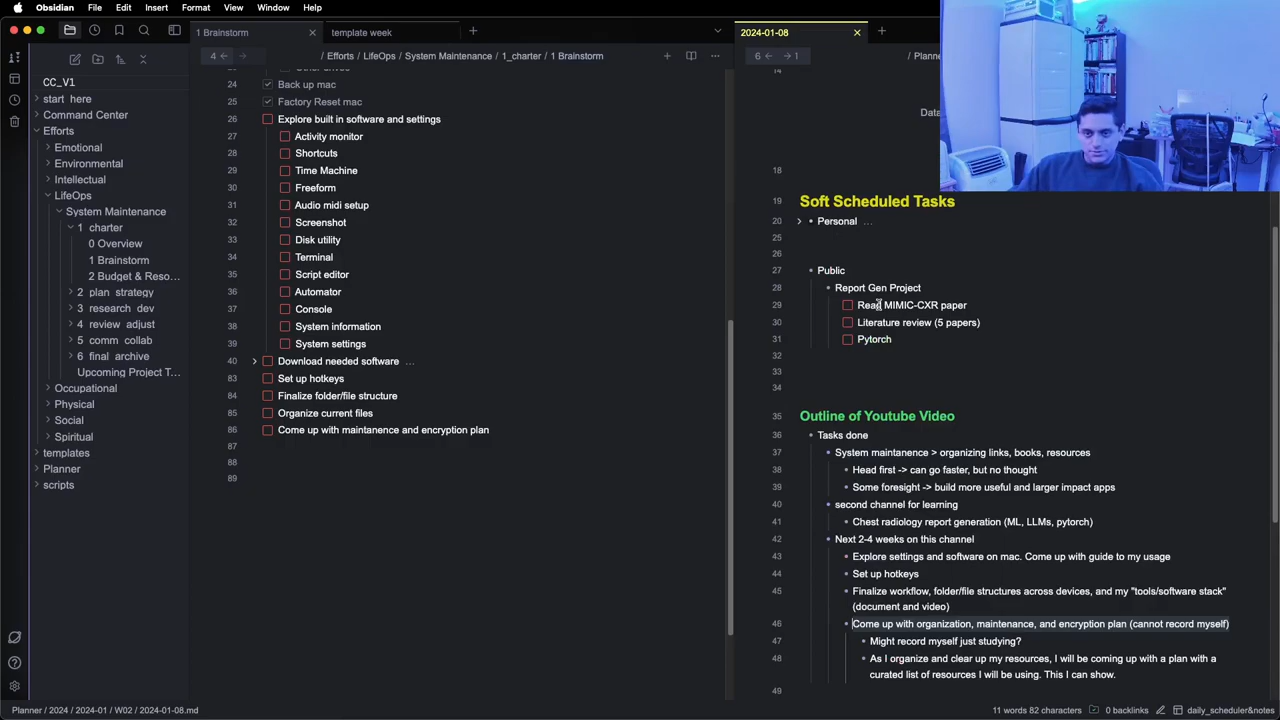 Obsidian File Edit Insert Format View Window Help
1 Brainstorm
template week
2024-01-08
4
/ Efforts / LifeOps / System Maintenance / 1_charter / 1 Brainstorm
6
1
/ Planne
CC_V1
start here
Command Center
Efforts
Emotional
Environmental
Intellectual
LifeOps
System Maintenance
1 charter
0 Overview
1 Brainstorm
2 Budget & Reso...
2 plan strategy
3 research dev
4 review adjust
5 comm collab
6 final archive
Upcoming Project T...
Occupational
Physical
Social
Spiritual
templates
Planner
scripts
24 Back up mac
25 Factory Reset mac
26 Explore built in software and settings
27 Activity monitor
28 Shortcuts
29 Time Machine
30 Freeform
31 Audio midi setup
32 Screenshot
33 Disk utility
34 Terminal
35 Script editor
36 Automator
37 Console
38 System information
39 System settings
40 Download needed software ...
83 Set up hotkeys
84 Finalize folder/file structure
85 Organize current files
86 Come up with maintanence and encryption plan
87
88
89
14
Data
18
19 Soft Scheduled Tasks
20 • Personal ...
25
26
27 • Public
28 • Report Gen Project
29 Read MIMIC-CXR paper
30 Literature review (5 papers)
31 Pytorch
32
33
34
35 Outline of Youtube Video
36 • Tasks done
37 • System maintanence > organizing links, books, resources
38 • Head first -> can go faster, but no thought
39 • Some foresight -> build more useful and larger impact apps
40 • second channel for learning
41 • Chest radiology report generation (ML, LLMs, pytorch)
42 • Next 2-4 weeks on this channel
43 • Explore settings and software on mac. Come up with guide to my usage
44 • Set up hotkeys
45 • Finalize workflow, folder/file structures across devices, and my "tools/software stack"
(document and video)
46 • Come up with organization, maintenance, and encryption plan (cannot record myself)
47 • Might record myself just studying?
48 • As I organize and clear up my resources, I will be coming up with a plan with a
curated list of resources I will be using. This I can show.
49
Planner / 2024 / 2024-01 / W02 / 2024-01-08.md
11 words 82 characters
0 backlinks
daily_scheduler&notes